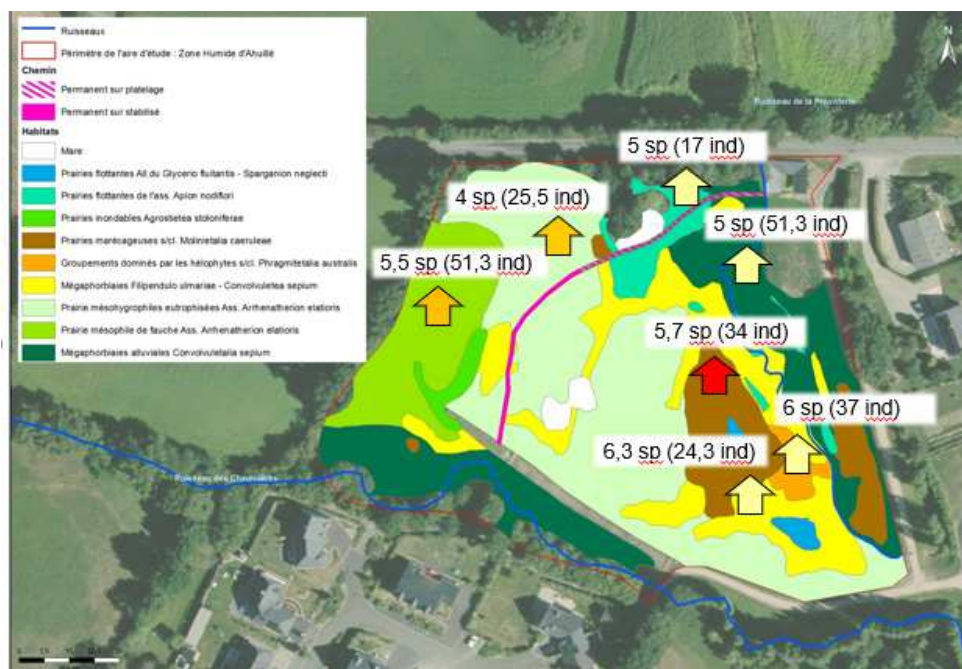 Ruisseaux
Périmètre de l'aire d'étude : Zone Humide d'Ahuillé
Chemin
Permanent sur platelage
Permanent sur stabilisé
Habitats
Mare
Prairies flottantes All du Glycerio fluitantis - Sparganion neglecti
Prairies flottantes de l'ass. Apion nodiflori
Prairies inondables Agrostetea stoloniferae
Prairies marécageuses s/cl. Molinietalia caeruleae
Groupements dominés par les hélophytes s/cl. Phragmitetalia australis
Mégaphorbiaies Filipendulo ulmariae - Convolvuletea sepium
Prairie mésohygrophiles eutrophisées Ass. Arrhenatherion elatioris
Prairie mésophile de fauche Ass. Arrhenatherion elatioris
Mégaphorbiaies alluviales Convolvuletalia sepium
N
5 sp (17 ind)
4 sp (25,5 ind)
5 sp (51,3 ind)
5,5 sp (51,3 ind)
5,7 sp (34 ind)
6 sp (37 ind)
6,3 sp (24,3 ind)
Ruisseau des